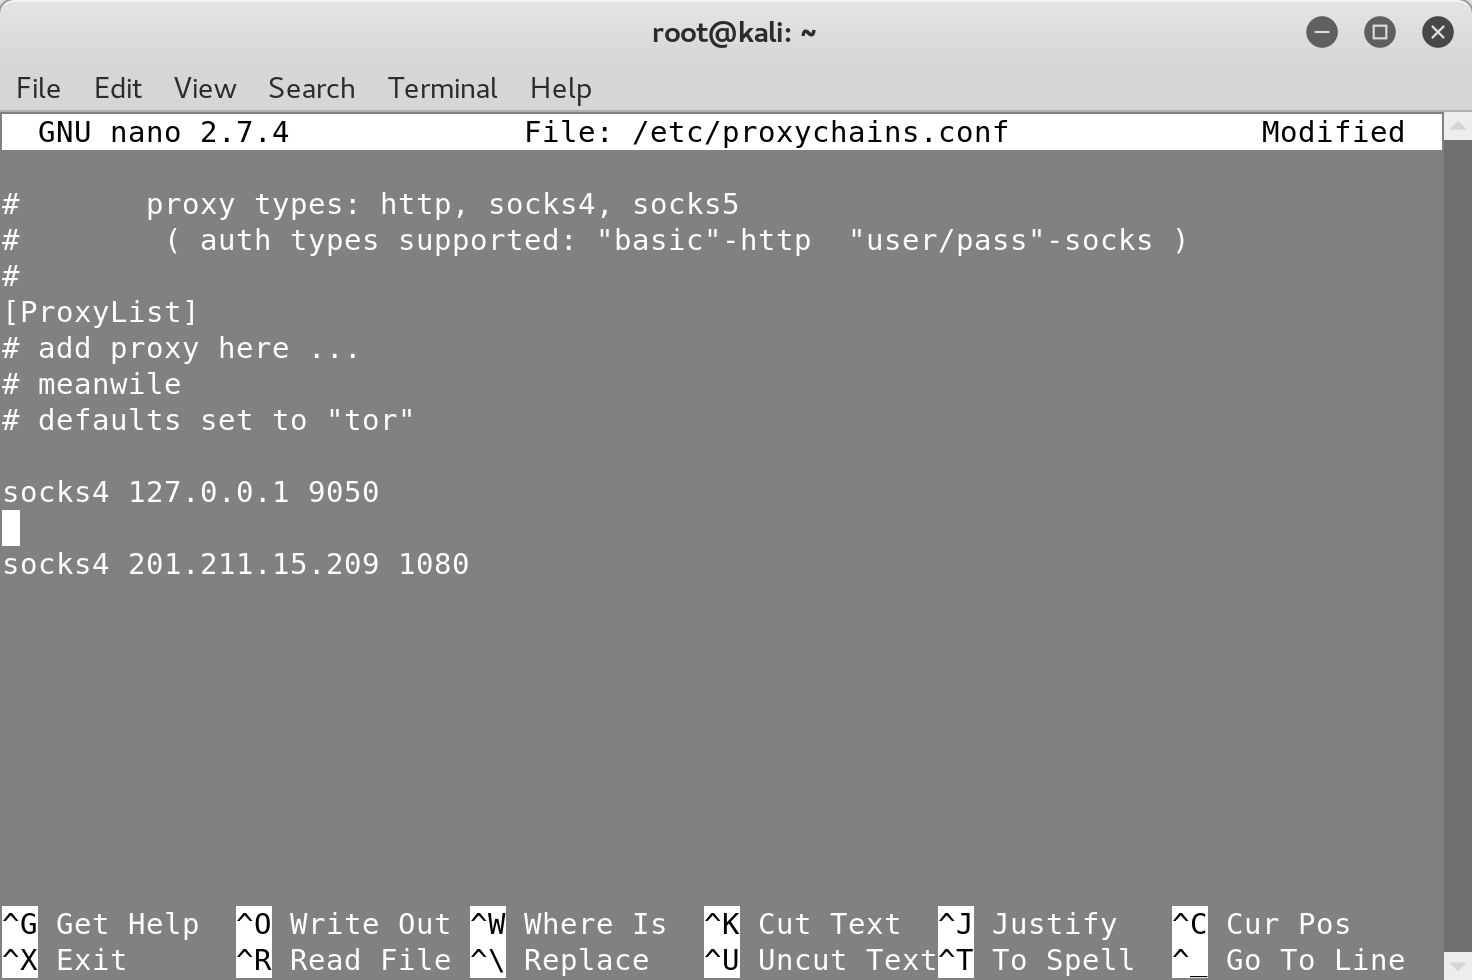 root@kali: ~
File Edit View Search Terminal Help
GNU nano 2.7.4 File: /etc/proxychains.conf Modified
# proxy types: http, socks4, socks5
# ( auth types supported: "basic"-http "user/pass"-socks )
#
[ProxyList]
# add proxy here ...
# meanwile
# defaults set to "tor"
socks4 127.0.0.1 9050
socks4 201.211.15.209 1080
^G Get Help ^O Write Out ^W Where Is ^K Cut Text ^J Justify ^C Cur Pos
^X Exit ^R Read File ^\ Replace ^U Uncut Text ^T To Spell ^_ Go To Line